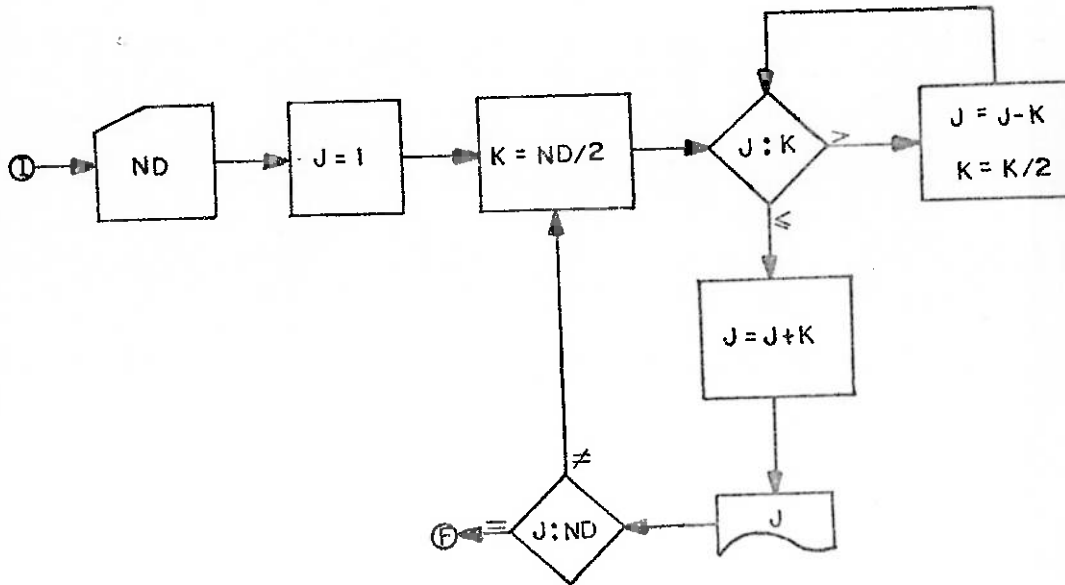 I
ND
J = 1
K = ND/2
J : K
>
J = J-K
K = K/2
≤
J = J+K
J
J : ND
≠
=
F